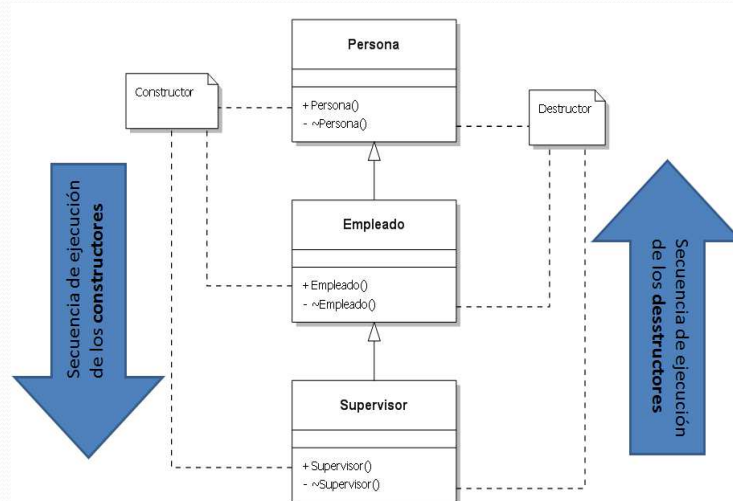 Persona
+ Persona()
- ~Persona()
Constructor
Destructor
Empleado
+ Empleado()
- ~Empleado()
Supervisor
+ Supervisor()
- ~Supervisor()
Secuencia de ejecución
de los constructores
Secuencia de ejecución
de los desstructores